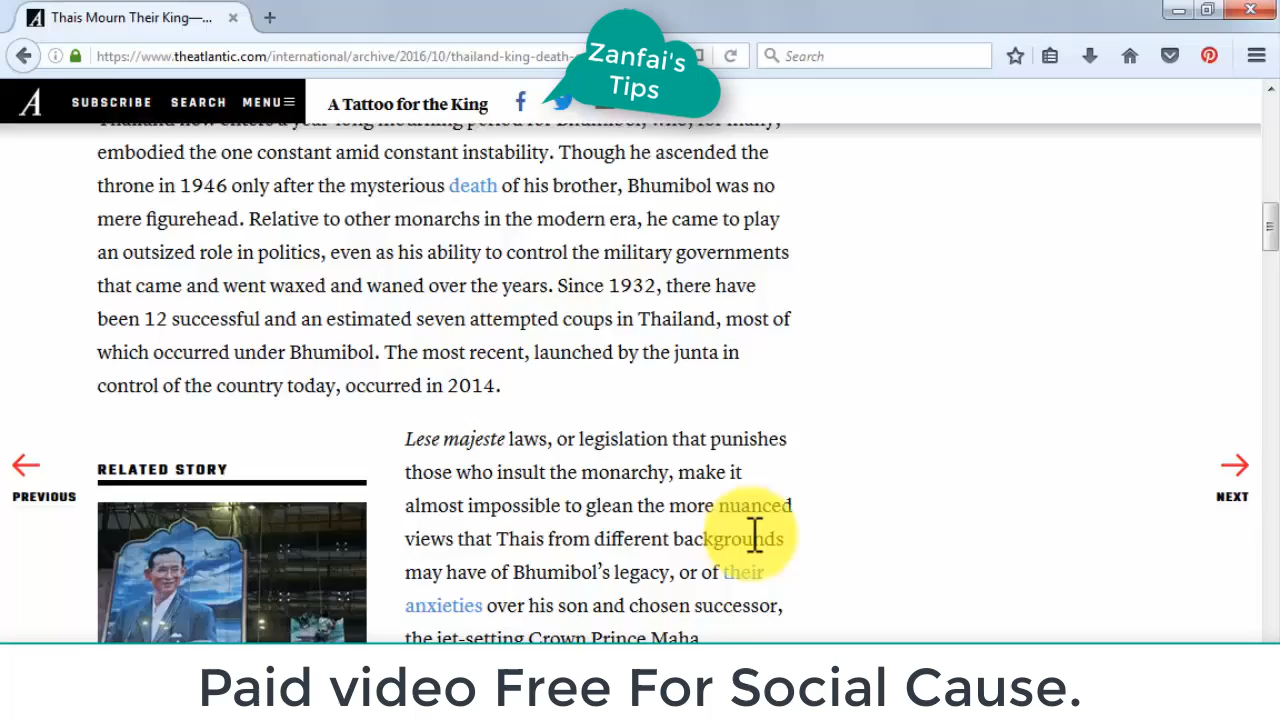 Thais Mourn Their King—...
https://www.theatlantic.com/international/archive/2016/10/thailand-king-death-
Search
Zanfai's
Tips
A
SUBSCRIBE SEARCH MENU
A Tattoo for the King
Thailand now enters a year-long mourning period for Bhumibol, who, for many,
embodied the one constant amid constant instability. Though he ascended the
throne in 1946 only after the mysterious death of his brother, Bhumibol was no
mere figurehead. Relative to other monarchs in the modern era, he came to play
an outsized role in politics, even as his ability to control the military governments
that came and went waxed and waned over the years. Since 1932, there have
been 12 successful and an estimated seven attempted coups in Thailand, most of
which occurred under Bhumibol. The most recent, launched by the junta in
control of the country today, occurred in 2014.
PREVIOUS
RELATED STORY
Lese majeste laws, or legislation that punishes
those who insult the monarchy, make it
almost impossible to glean the more nuanced
views that Thais from different backgrounds
may have of Bhumibol's legacy, or of their
anxieties over his son and chosen successor,
the jet-setting Crown Prince Maha
NEXT
Paid video Free For Social Cause.